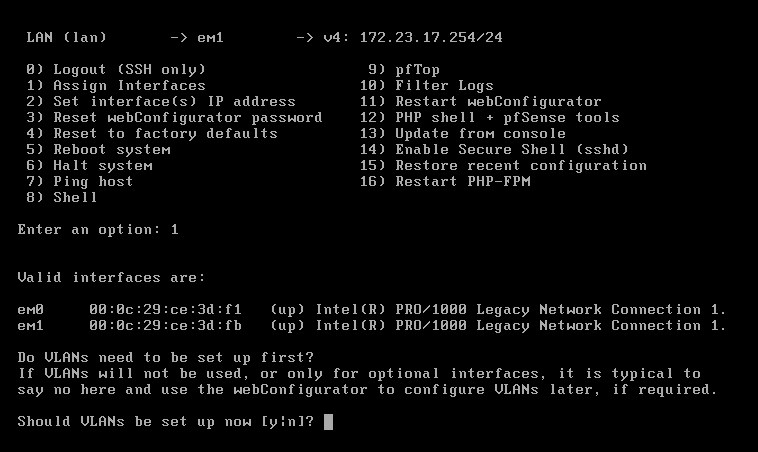 LAN (lan)       -> em1        -> v4: 172.23.17.254/24
0) Logout (SSH only)                  9) pfTop
1) Assign Interfaces                 10) Filter Logs
2) Set interface(s) IP address       11) Restart webConfigurator
3) Reset webConfigurator password    12) PHP shell + pfSense tools
4) Reset to factory defaults         13) Update from console
5) Reboot system                     14) Enable Secure Shell (sshd)
6) Halt system                       15) Restore recent configuration
7) Ping host                         16) Restart PHP-FPM
8) Shell
Enter an option: 1
Valid interfaces are:
em0     00:0c:29:ce:3d:f1   (up) Intel(R) PRO/1000 Legacy Network Connection 1.
em1     00:0c:29:ce:3d:fb   (up) Intel(R) PRO/1000 Legacy Network Connection 1.
Do VLANs need to be set up first?
If VLANs will not be used, or only for optional interfaces, it is typical to
say no here and use the webConfigurator to configure VLANs later, if required.
Should VLANs be set up now [y|n]?